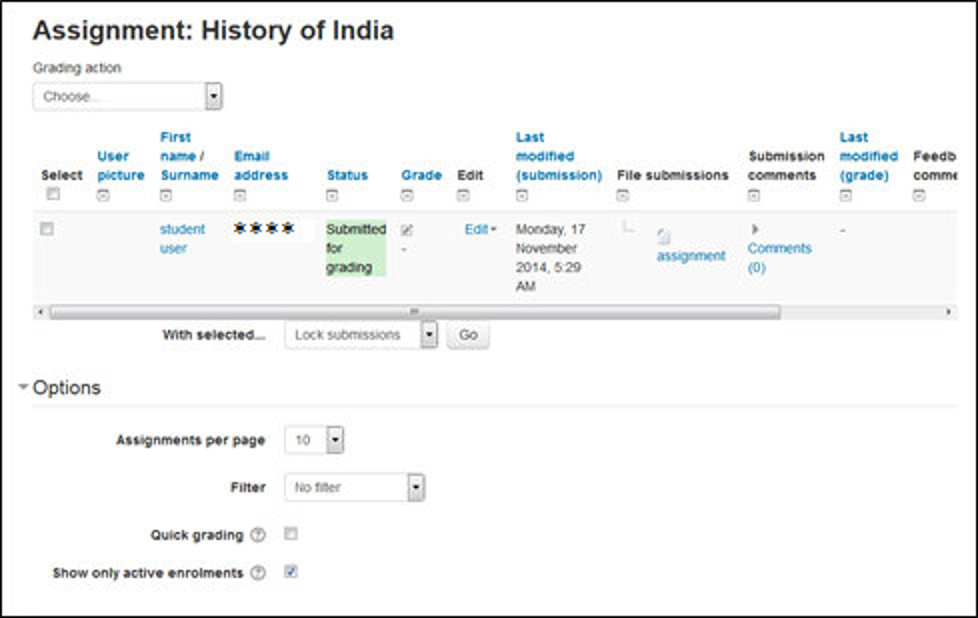 Assignment: History of India
Grading action
Choose...
Select
User picture
First name / Surname
Email address
Status
Grade
Edit
Last modified (submission)
File submissions
Submission comments
Last modified (grade)
Feedb comme
student user
****
Submitted for grading
-
Edit
Monday, 17 November 2014, 5:29 AM
assignment
Comments (0)
-
With selected... Lock submissions Go
Options
Assignments per page 10
Filter No filter
Quick grading
Show only active enrolments